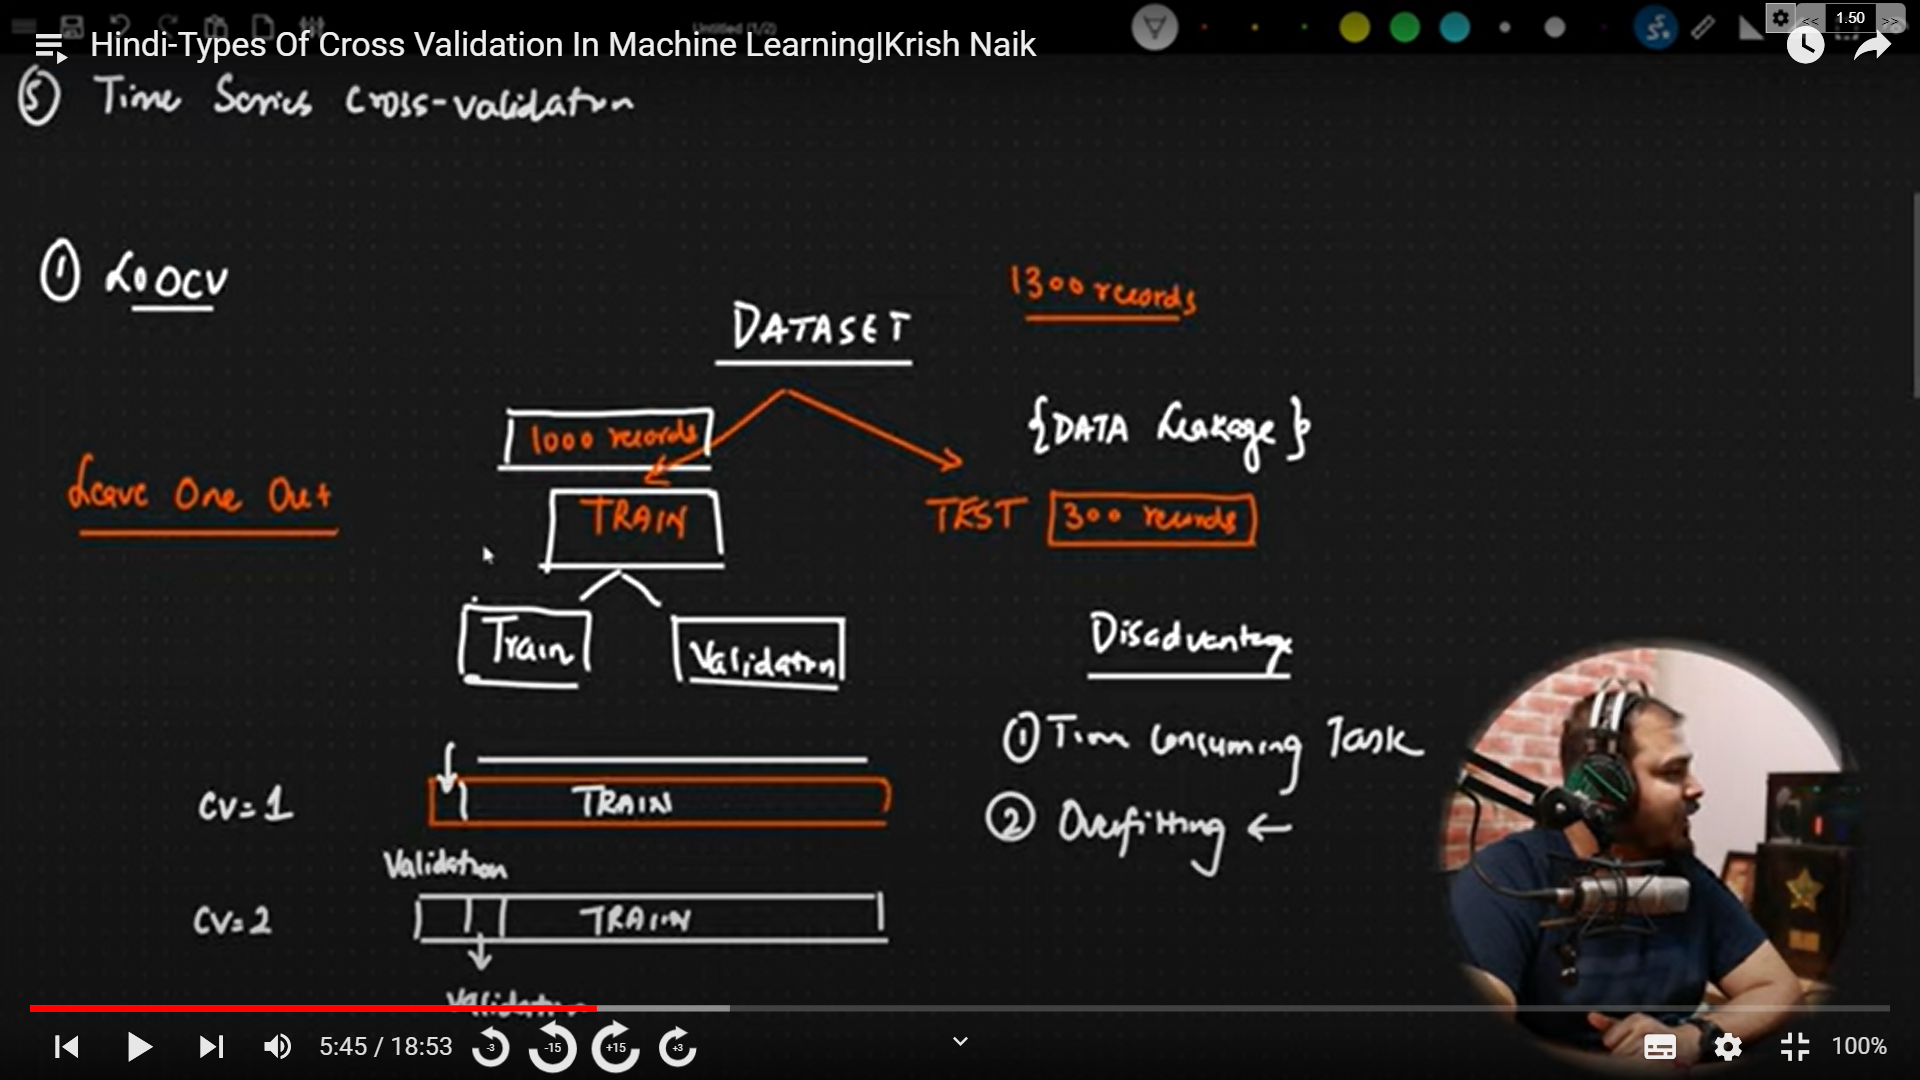 Untitled (1/2)
<< 1.50 >>
Hindi-Types Of Cross Validation In Machine Learning|Krish Naik
⑤ Time Series Cross-validation
① LOOCV
1300 records
DATASET
1000 records
{DATA Leakage}
Leave One Out
TRAIN
TEST 300 records
Train
Validation
Disadvantage
① Time Consuming Task
CV=1 TRAIN
② Overfitting ←
Validation
CV=2 TRAIN
Validation
5:45 / 18:53
-3
-15
+15
+3
100%